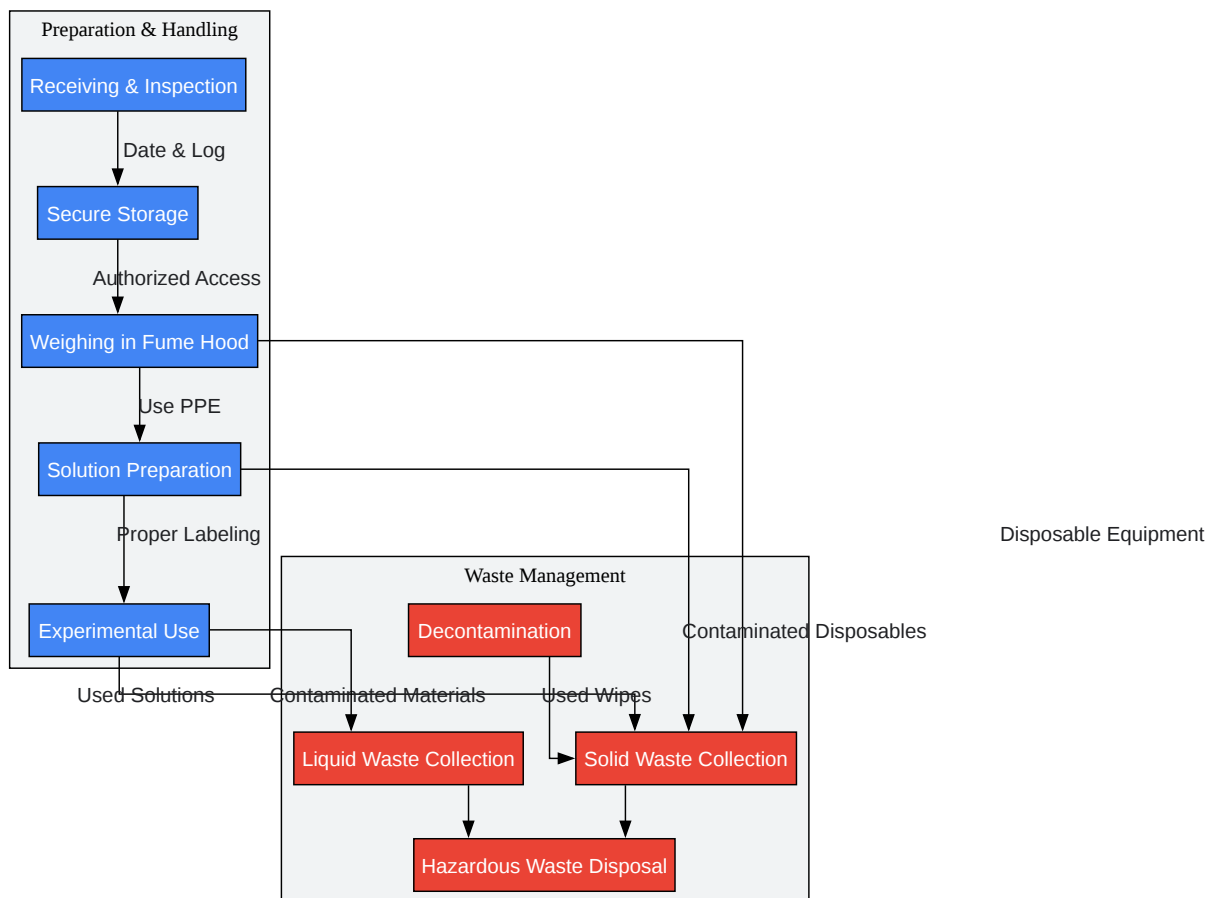 Preparation & Handling
Receiving & Inspection
Date & Log
Secure Storage
Authorized Access
Weighing in Fume Hood
Use PPE
Solution Preparation
Proper Labeling
Disposable Equipment
Waste Management
Experimental Use
Decontamination
Contaminated Disposables
Used Solutions
Contaminated Materials
Used Wipes
Liquid Waste Collection
Solid Waste Collection
Hazardous Waste Disposal